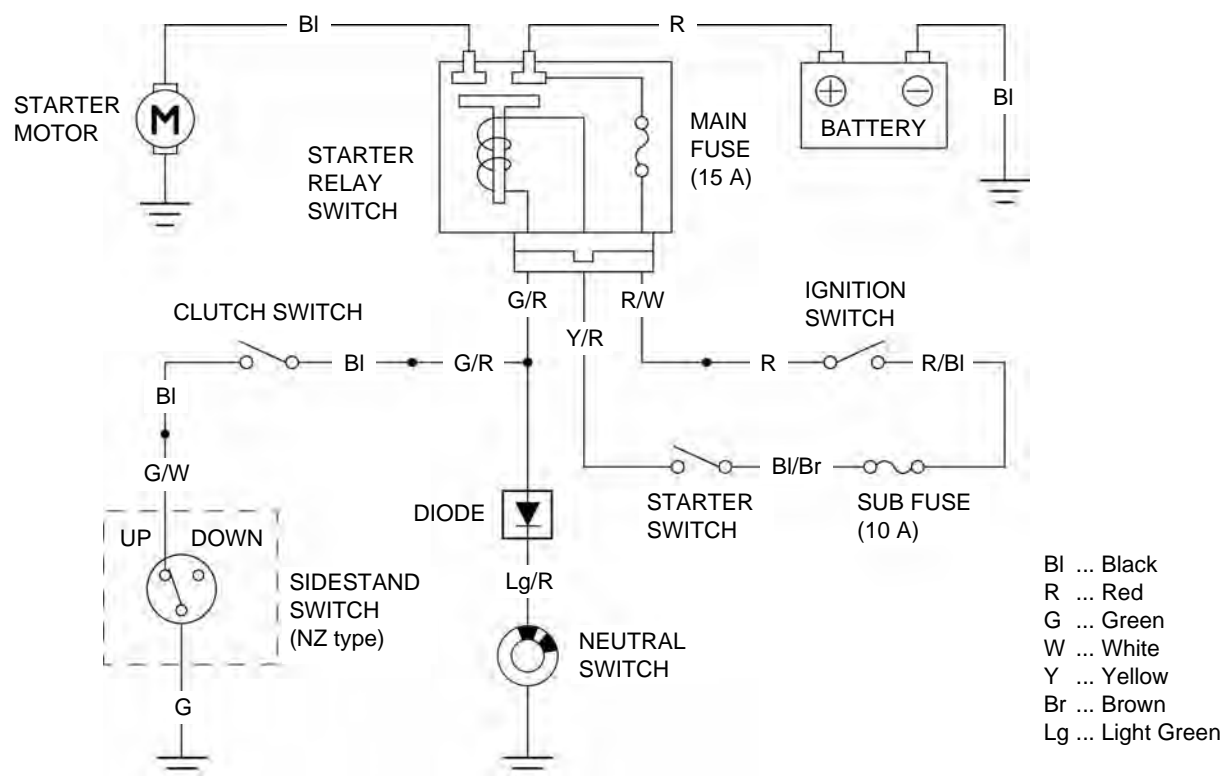 Bl
R
STARTER
MOTOR
M
STARTER
RELAY
SWITCH
MAIN
FUSE
(15 A)
BATTERY
Bl
G/R
R/W
Y/R
IGNITION
SWITCH
CLUTCH SWITCH
Bl
G/R
R
R/Bl
Bl
G/W
Bl/Br
STARTER
SWITCH
SUB FUSE
(10 A)
DIODE
UP
DOWN
SIDESTAND
SWITCH
(NZ type)
Lg/R
NEUTRAL
SWITCH
G
Bl ... Black
R ... Red
G ... Green
W ... White
Y ... Yellow
Br ... Brown
Lg ... Light Green